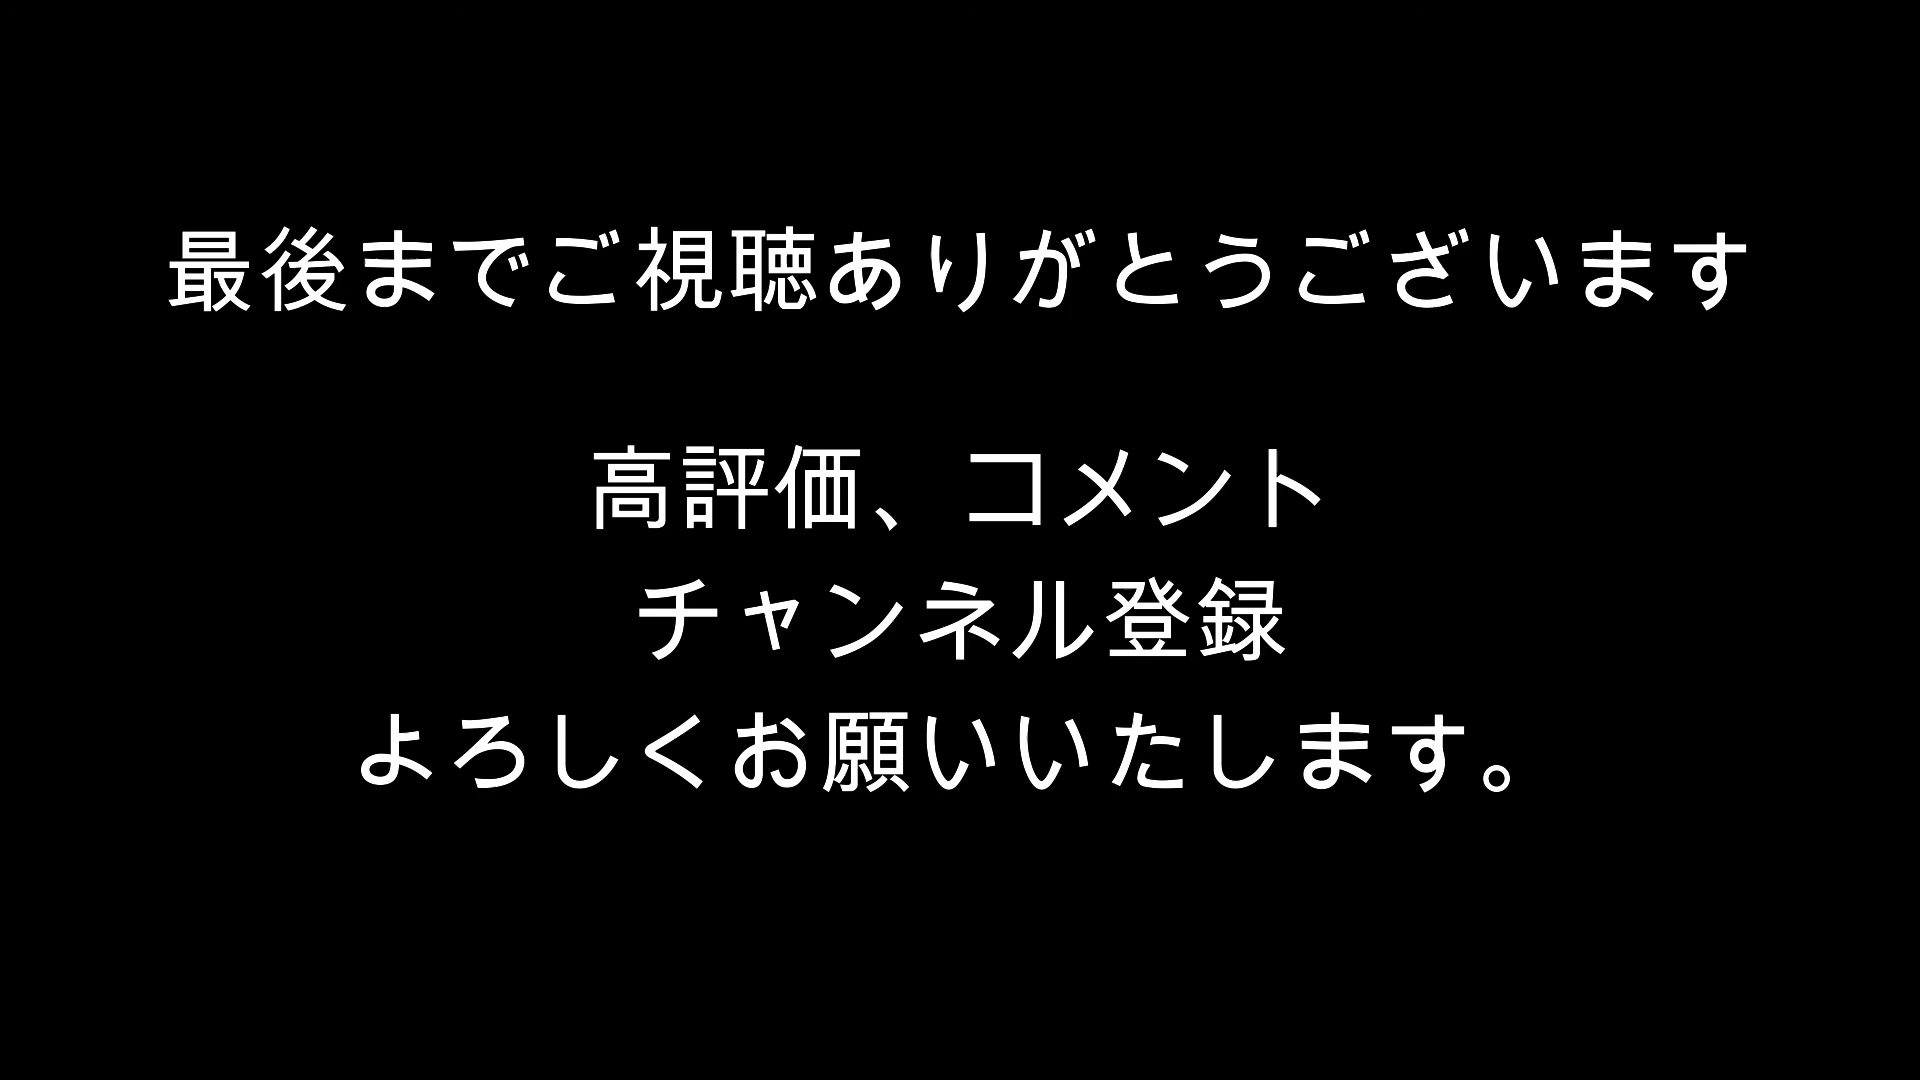 最後までご視聴ありがとうございます
高評価、コメント
チャンネル登録
よろしくお願いいたします。